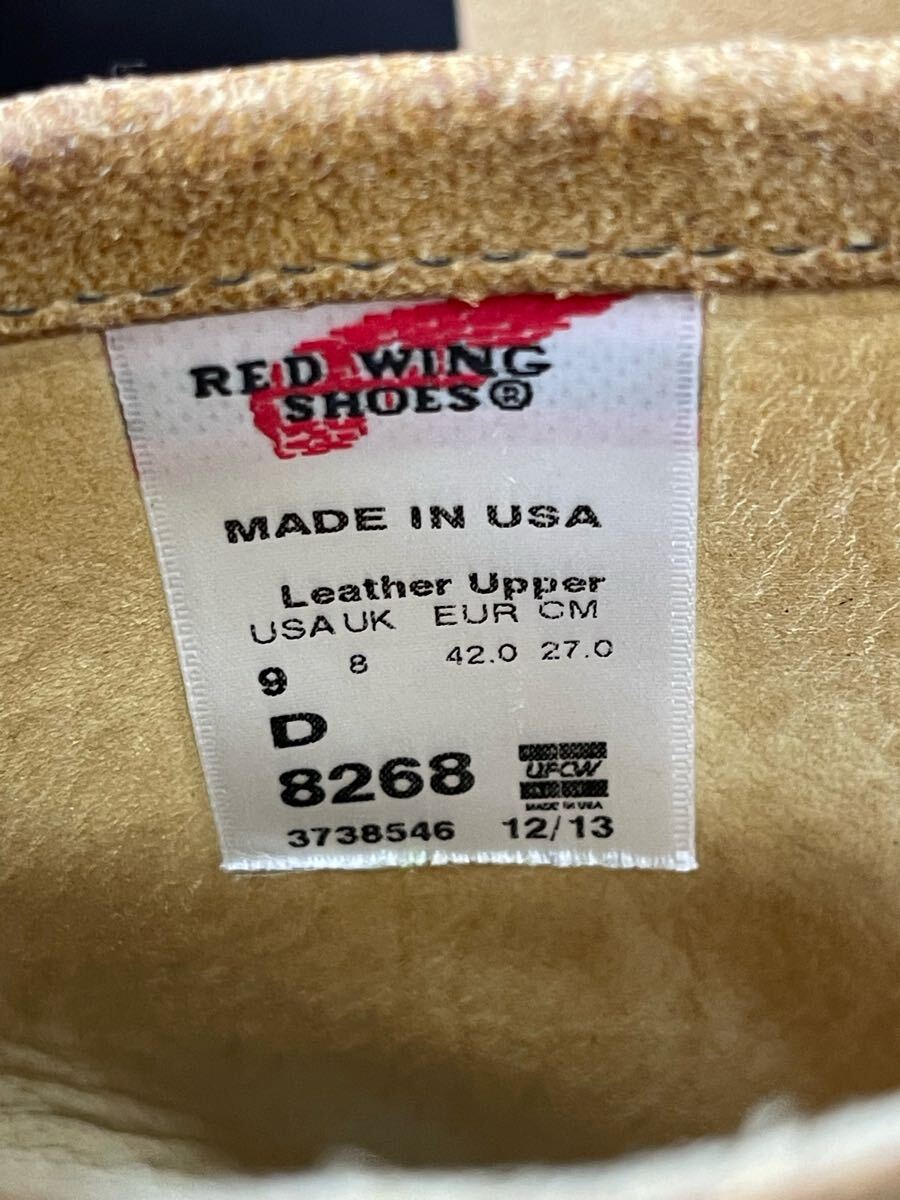 RED WING
SHOES®
MADE IN USA
Leather Upper
USA UK EUR CM
9 8 42.0 27.0
D
8268 UFCW
MADE IN USA
3738546 12/13